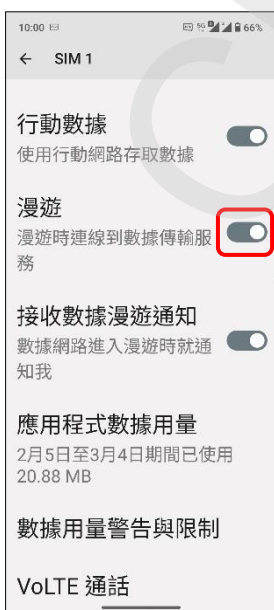 10:00 5G 66%
← SIM 1
行動數據
使用行動網路存取數據
漫遊
漫遊時連線到數據傳輸服
務
接收數據漫遊通知
數據網路進入漫遊時就通
知我
應用程式數據用量
2月5日至3月4日期間已使用
20.88 MB
數據用量警告與限制
VoLTE 通話